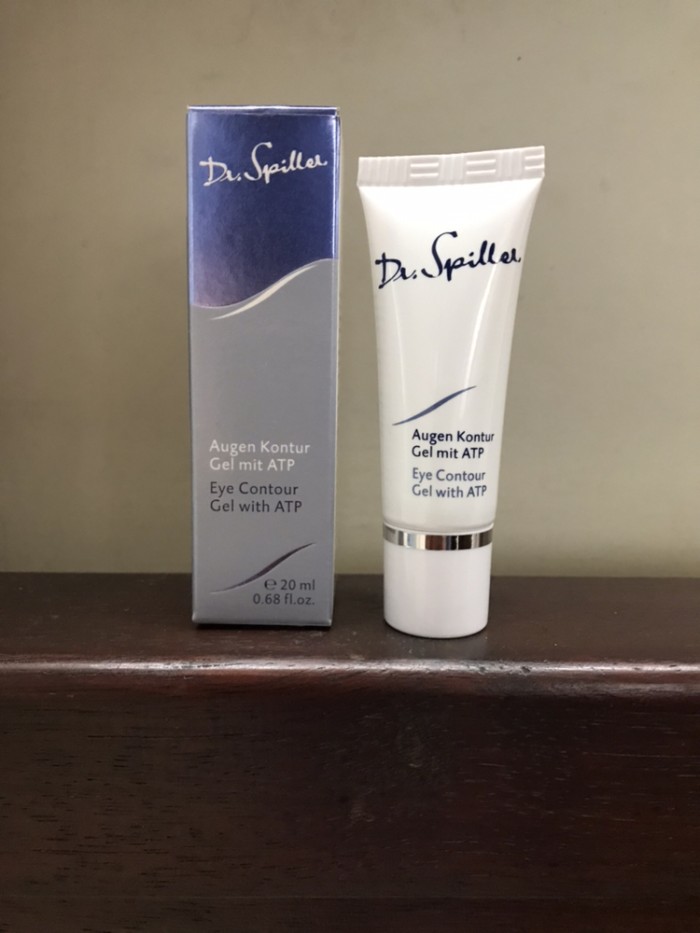 Dr. Spiller
Augen Kontur
Gel mit ATP
Eye Contour
Gel with ATP
℮ 20 ml
0.68 fl.oz.
Dr. Spiller
Augen Kontur
Gel mit ATP
Eye Contour
Gel with ATP